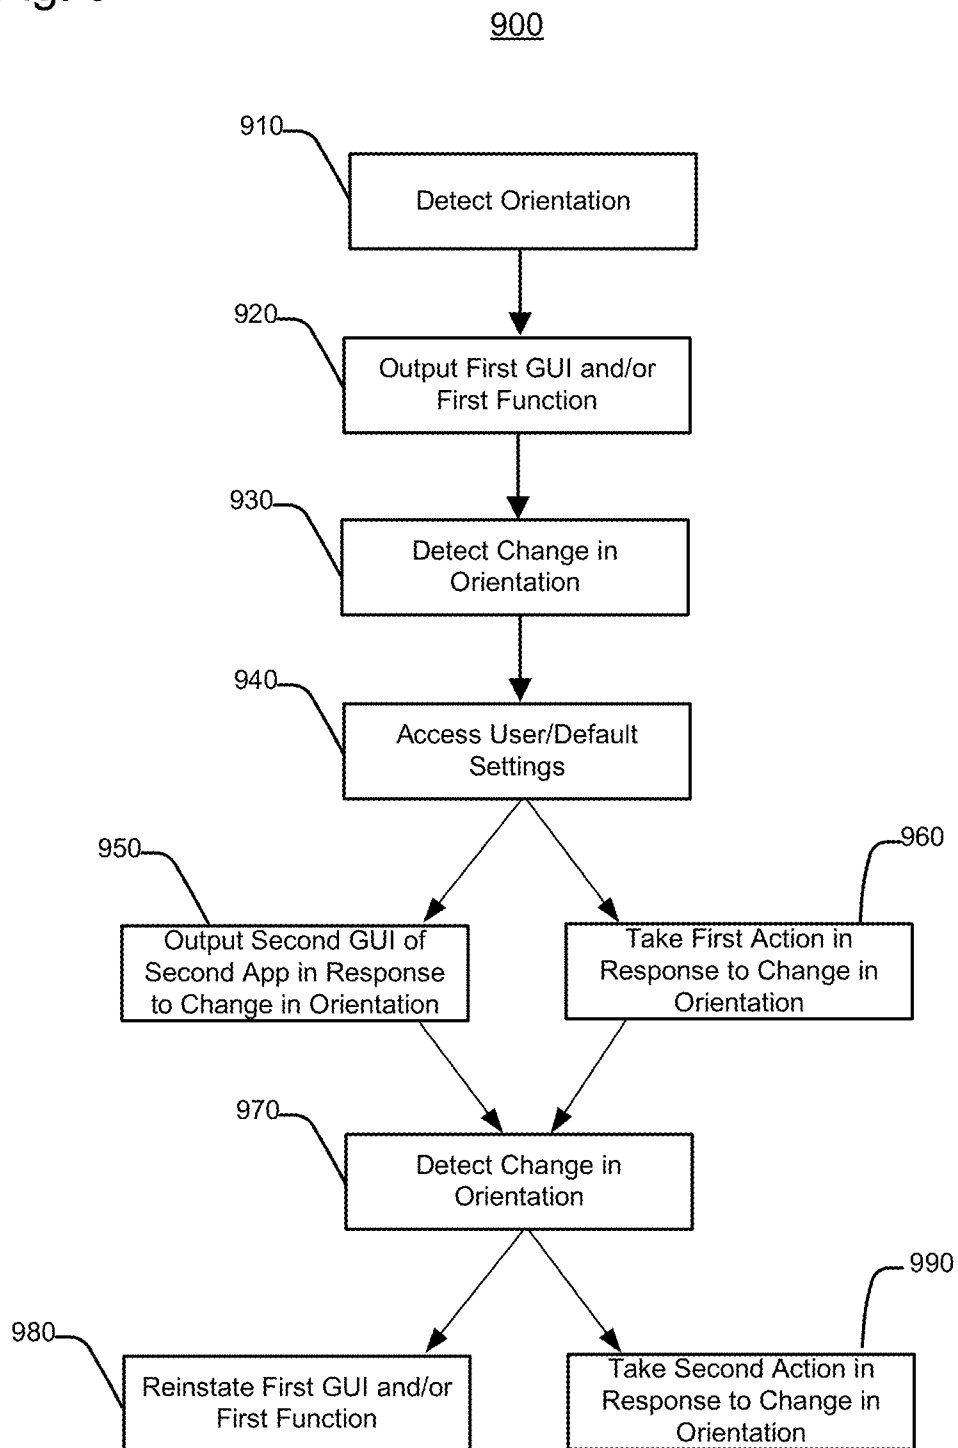 900
910
Detect Orientation
920
Output First GUI and/or
First Function
930
Detect Change in
Orientation
940
Access User/Default
Settings
950
960
Output Second GUI of
Second App in Response
to Change in Orientation
Take First Action in
Response to Change in
Orientation
970
Detect Change in
Orientation
980
990
Reinstate First GUI and/or
First Function
Take Second Action in
Response to Change in
Orientation